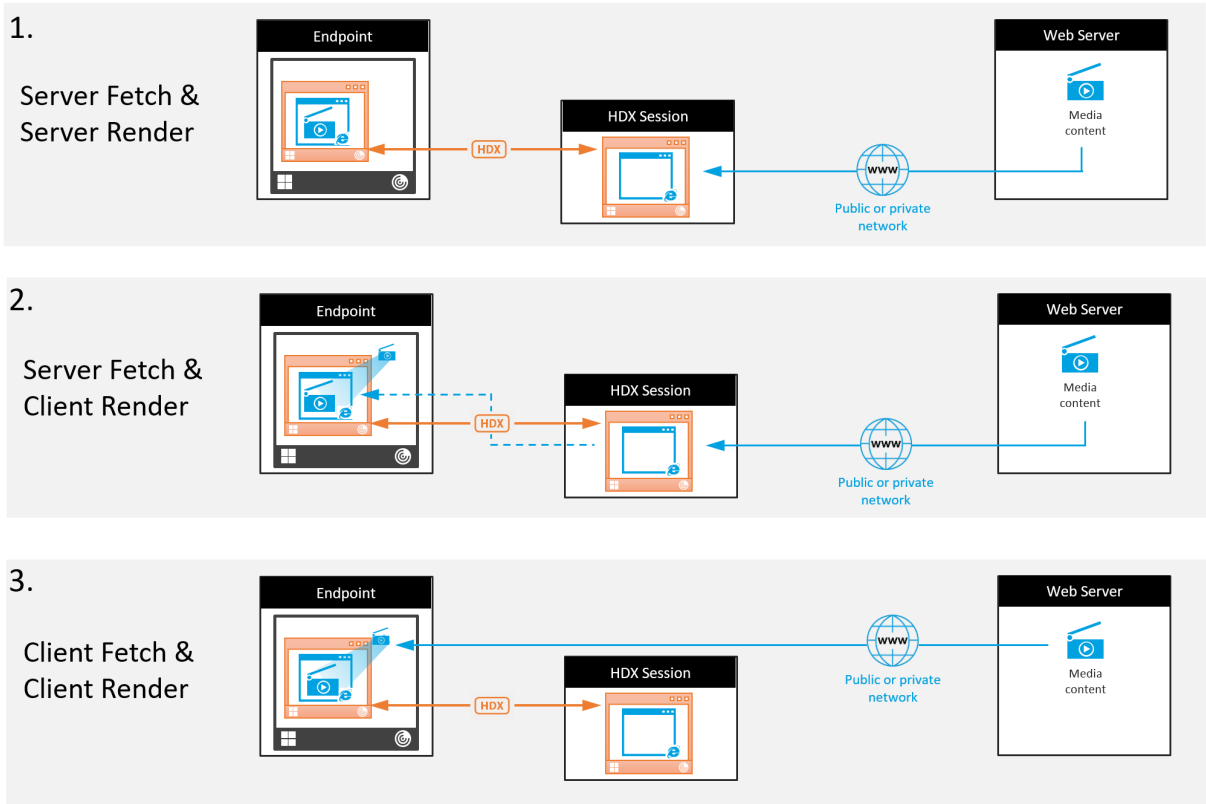 1.
Server Fetch &
Server Render
Endpoint
HDX
HDX Session
www
Public or private
network
Web Server
Media
content
2.
Server Fetch &
Client Render
Endpoint
HDX
HDX Session
www
Public or private
network
Web Server
Media
content
3.
Client Fetch &
Client Render
Endpoint
HDX
HDX Session
www
Public or private
network
Web Server
Media
content